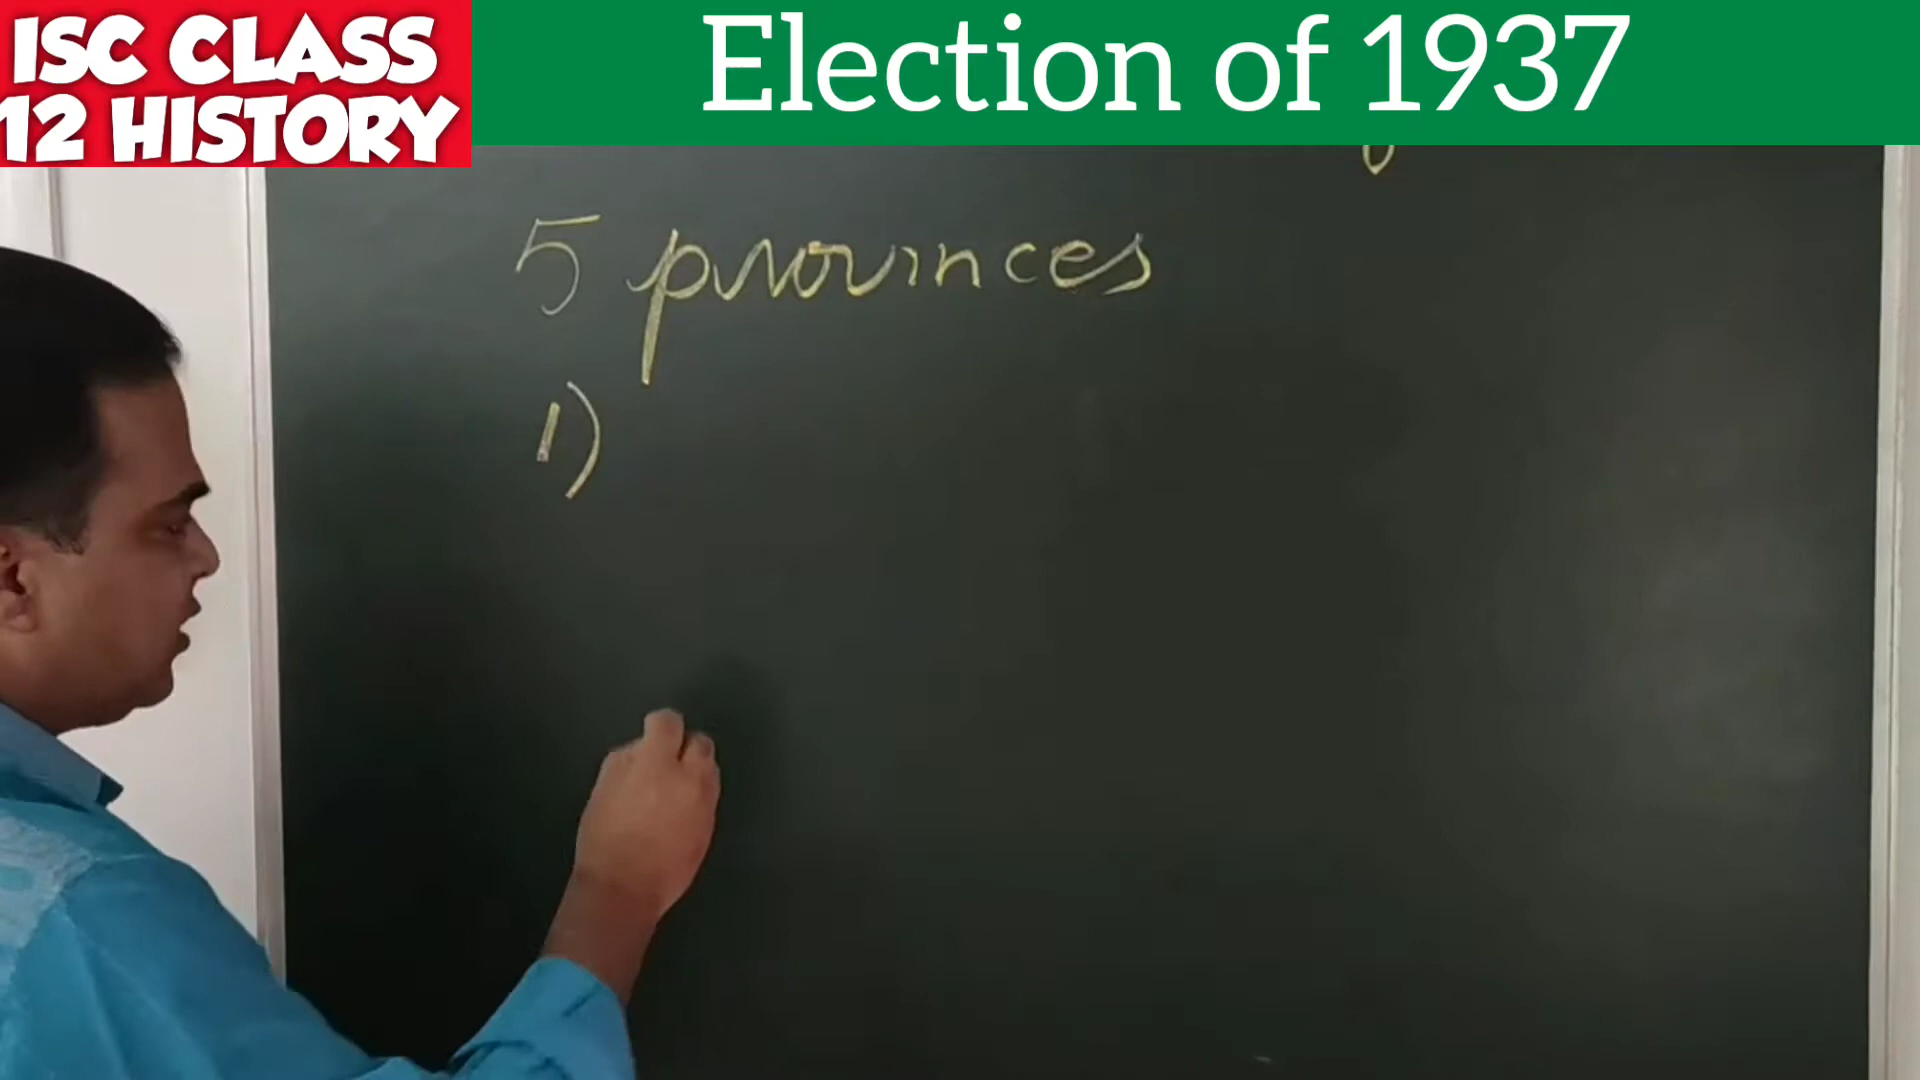 ISC CLASS
12 HISTORY
Election of 1937
5 provinces
1)